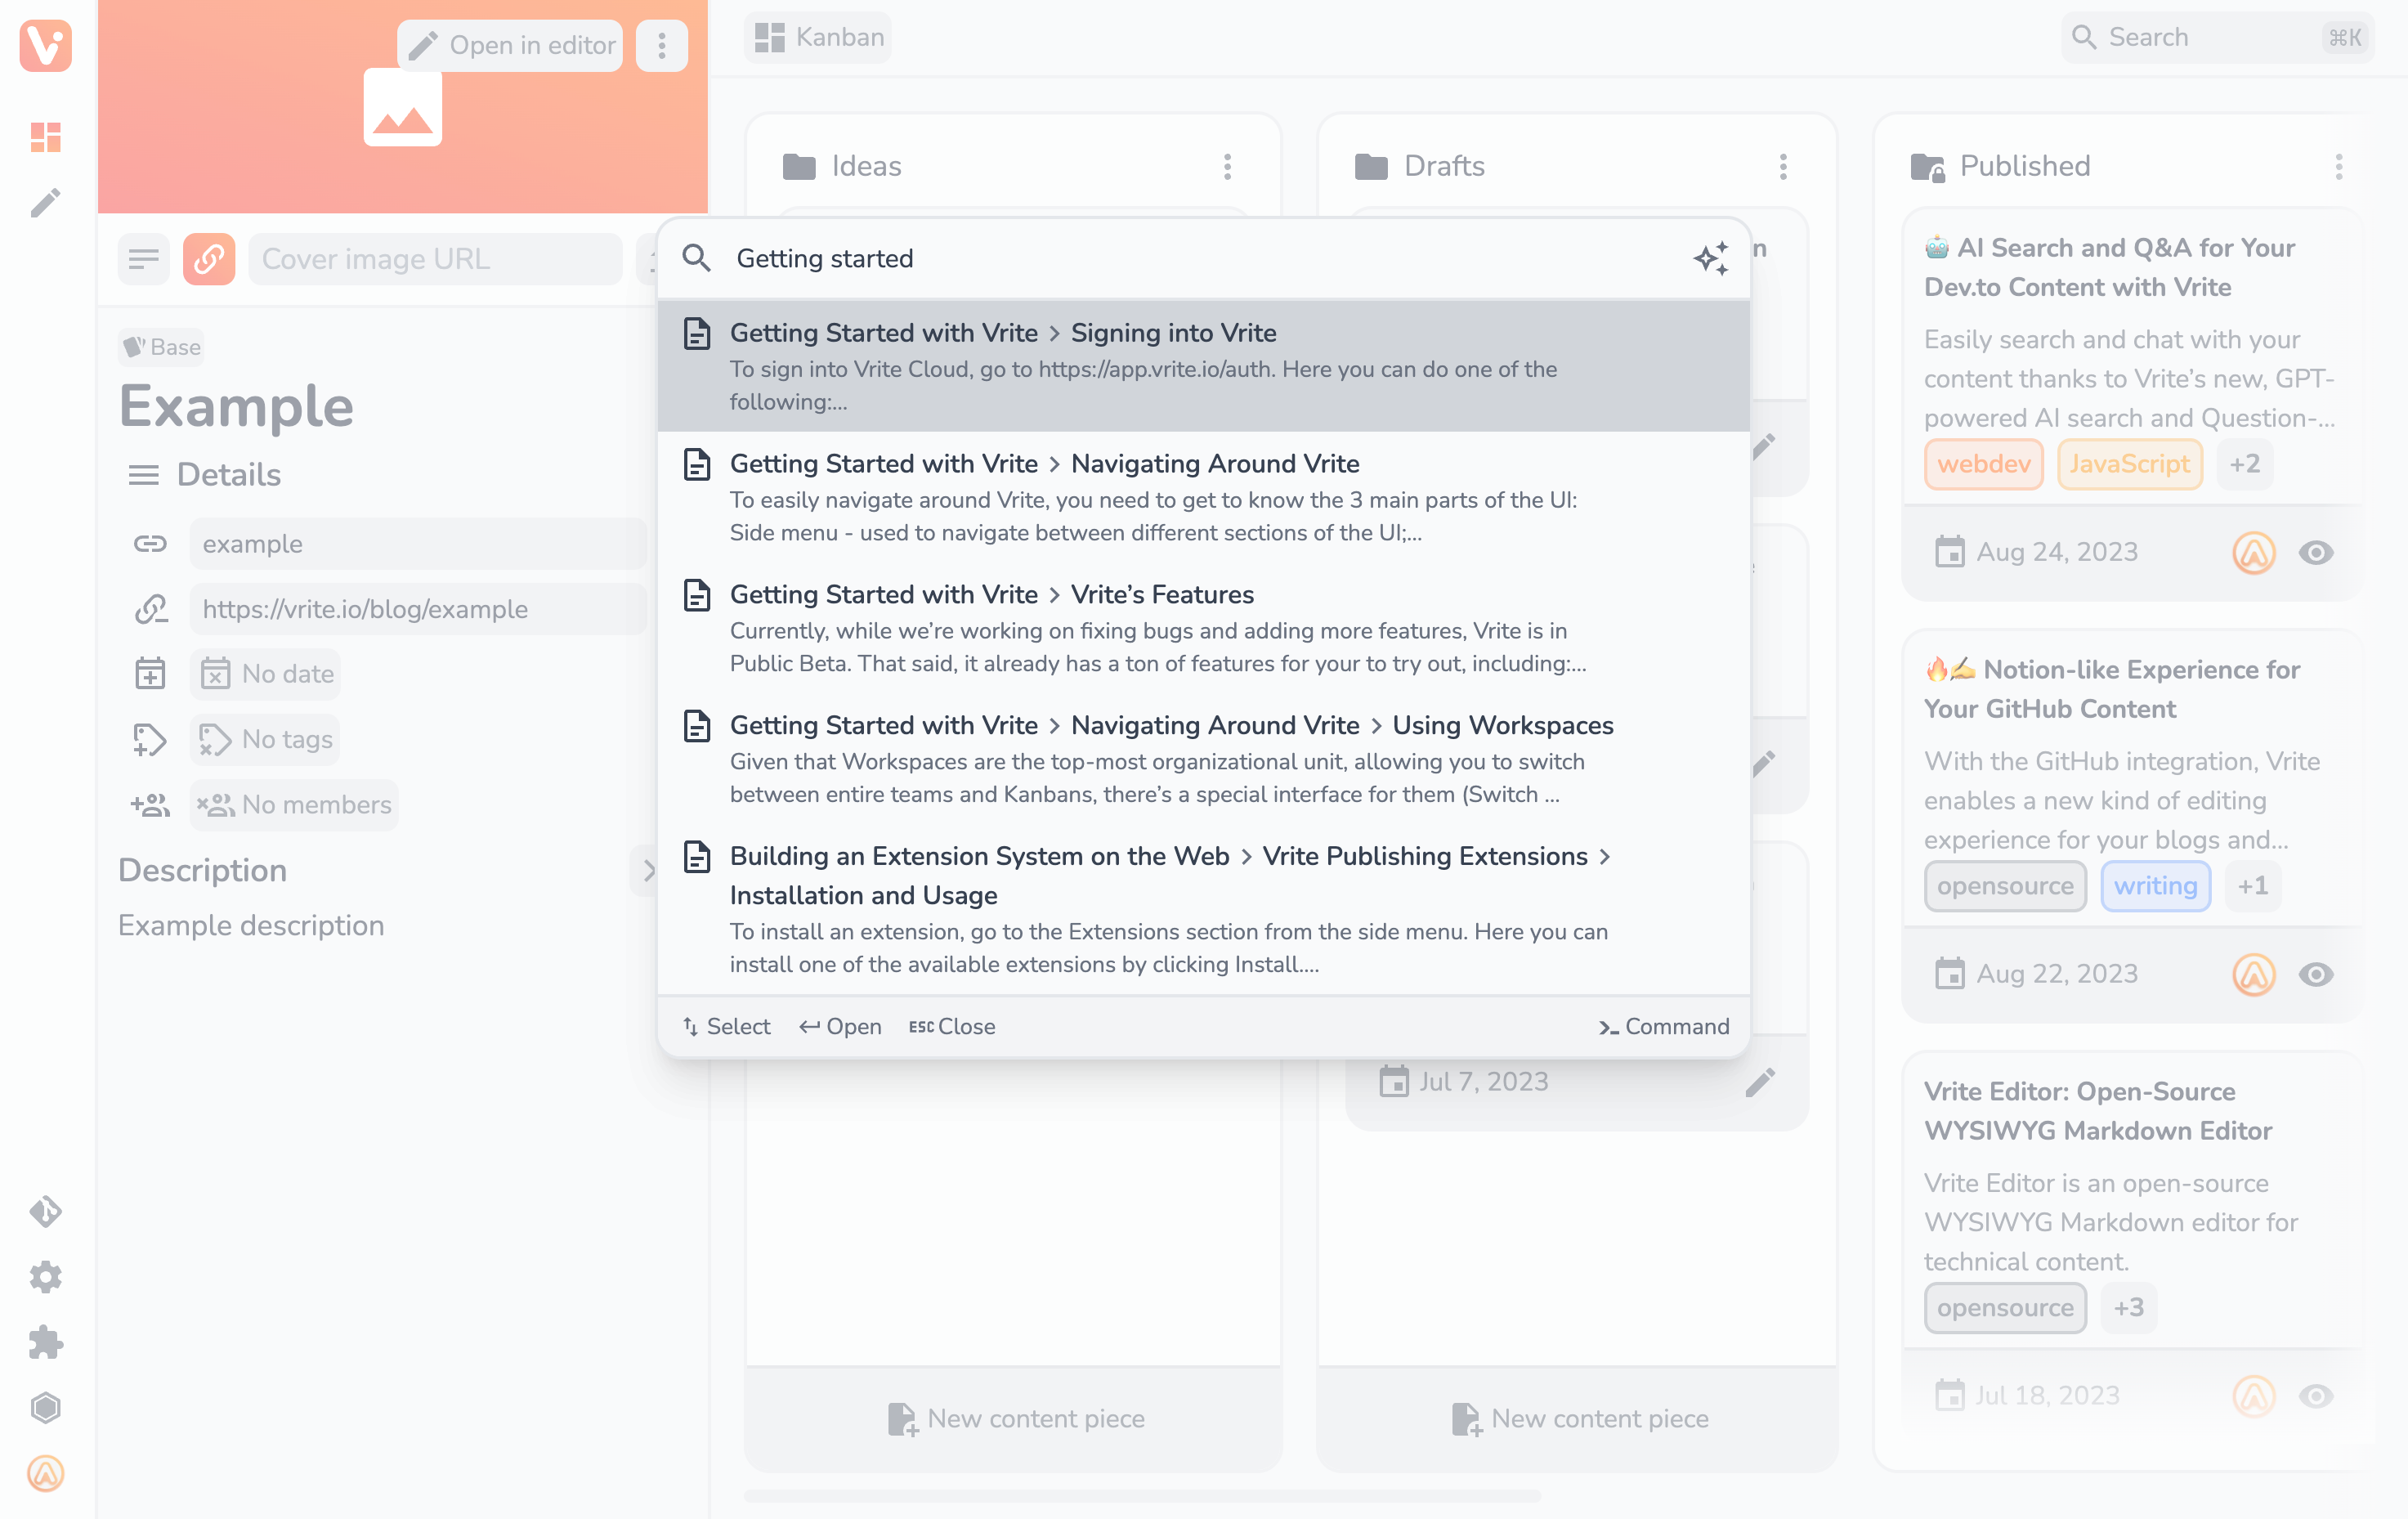 Open in editor
Kanban
Search
⌘K
Cover image URL
Base
Example
Details
example
https://vrite.io/blog/example
No date
No tags
No members
Description
Example description
Ideas
New content piece
Drafts
Jul 7, 2023
New content piece
Published
🤖 AI Search and Q&A for Your
Dev.to Content with Vrite
Easily search and chat with your
content thanks to Vrite’s new, GPT-
powered AI search and Question-...
webdev
JavaScript
+2
Aug 24, 2023
🔥✍️ Notion-like Experience for
Your GitHub Content
With the GitHub integration, Vrite
enables a new kind of editing
experience for your blogs and...
opensource
writing
+1
Aug 22, 2023
Vrite Editor: Open-Source
WYSIWYG Markdown Editor
Vrite Editor is an open-source
WYSIWYG Markdown editor for
technical content.
opensource
+3
Jul 18, 2023
Getting started
Getting Started with Vrite > Signing into Vrite
To sign into Vrite Cloud, go to https://app.vrite.io/auth. Here you can do one of the
following:...
Getting Started with Vrite > Navigating Around Vrite
To easily navigate around Vrite, you need to get to know the 3 main parts of the UI:
Side menu - used to navigate between different sections of the UI;...
Getting Started with Vrite > Vrite’s Features
Currently, while we’re working on fixing bugs and adding more features, Vrite is in
Public Beta. That said, it already has a ton of features for your to try out, including:...
Getting Started with Vrite > Navigating Around Vrite > Using Workspaces
Given that Workspaces are the top-most organizational unit, allowing you to switch
between entire teams and Kanbans, there’s a special interface for them (Switch ...
Building an Extension System on the Web > Vrite Publishing Extensions >
Installation and Usage
To install an extension, go to the Extensions section from the side menu. Here you can
install one of the available extensions by clicking Install....
Select
Open
ESC Close
Command